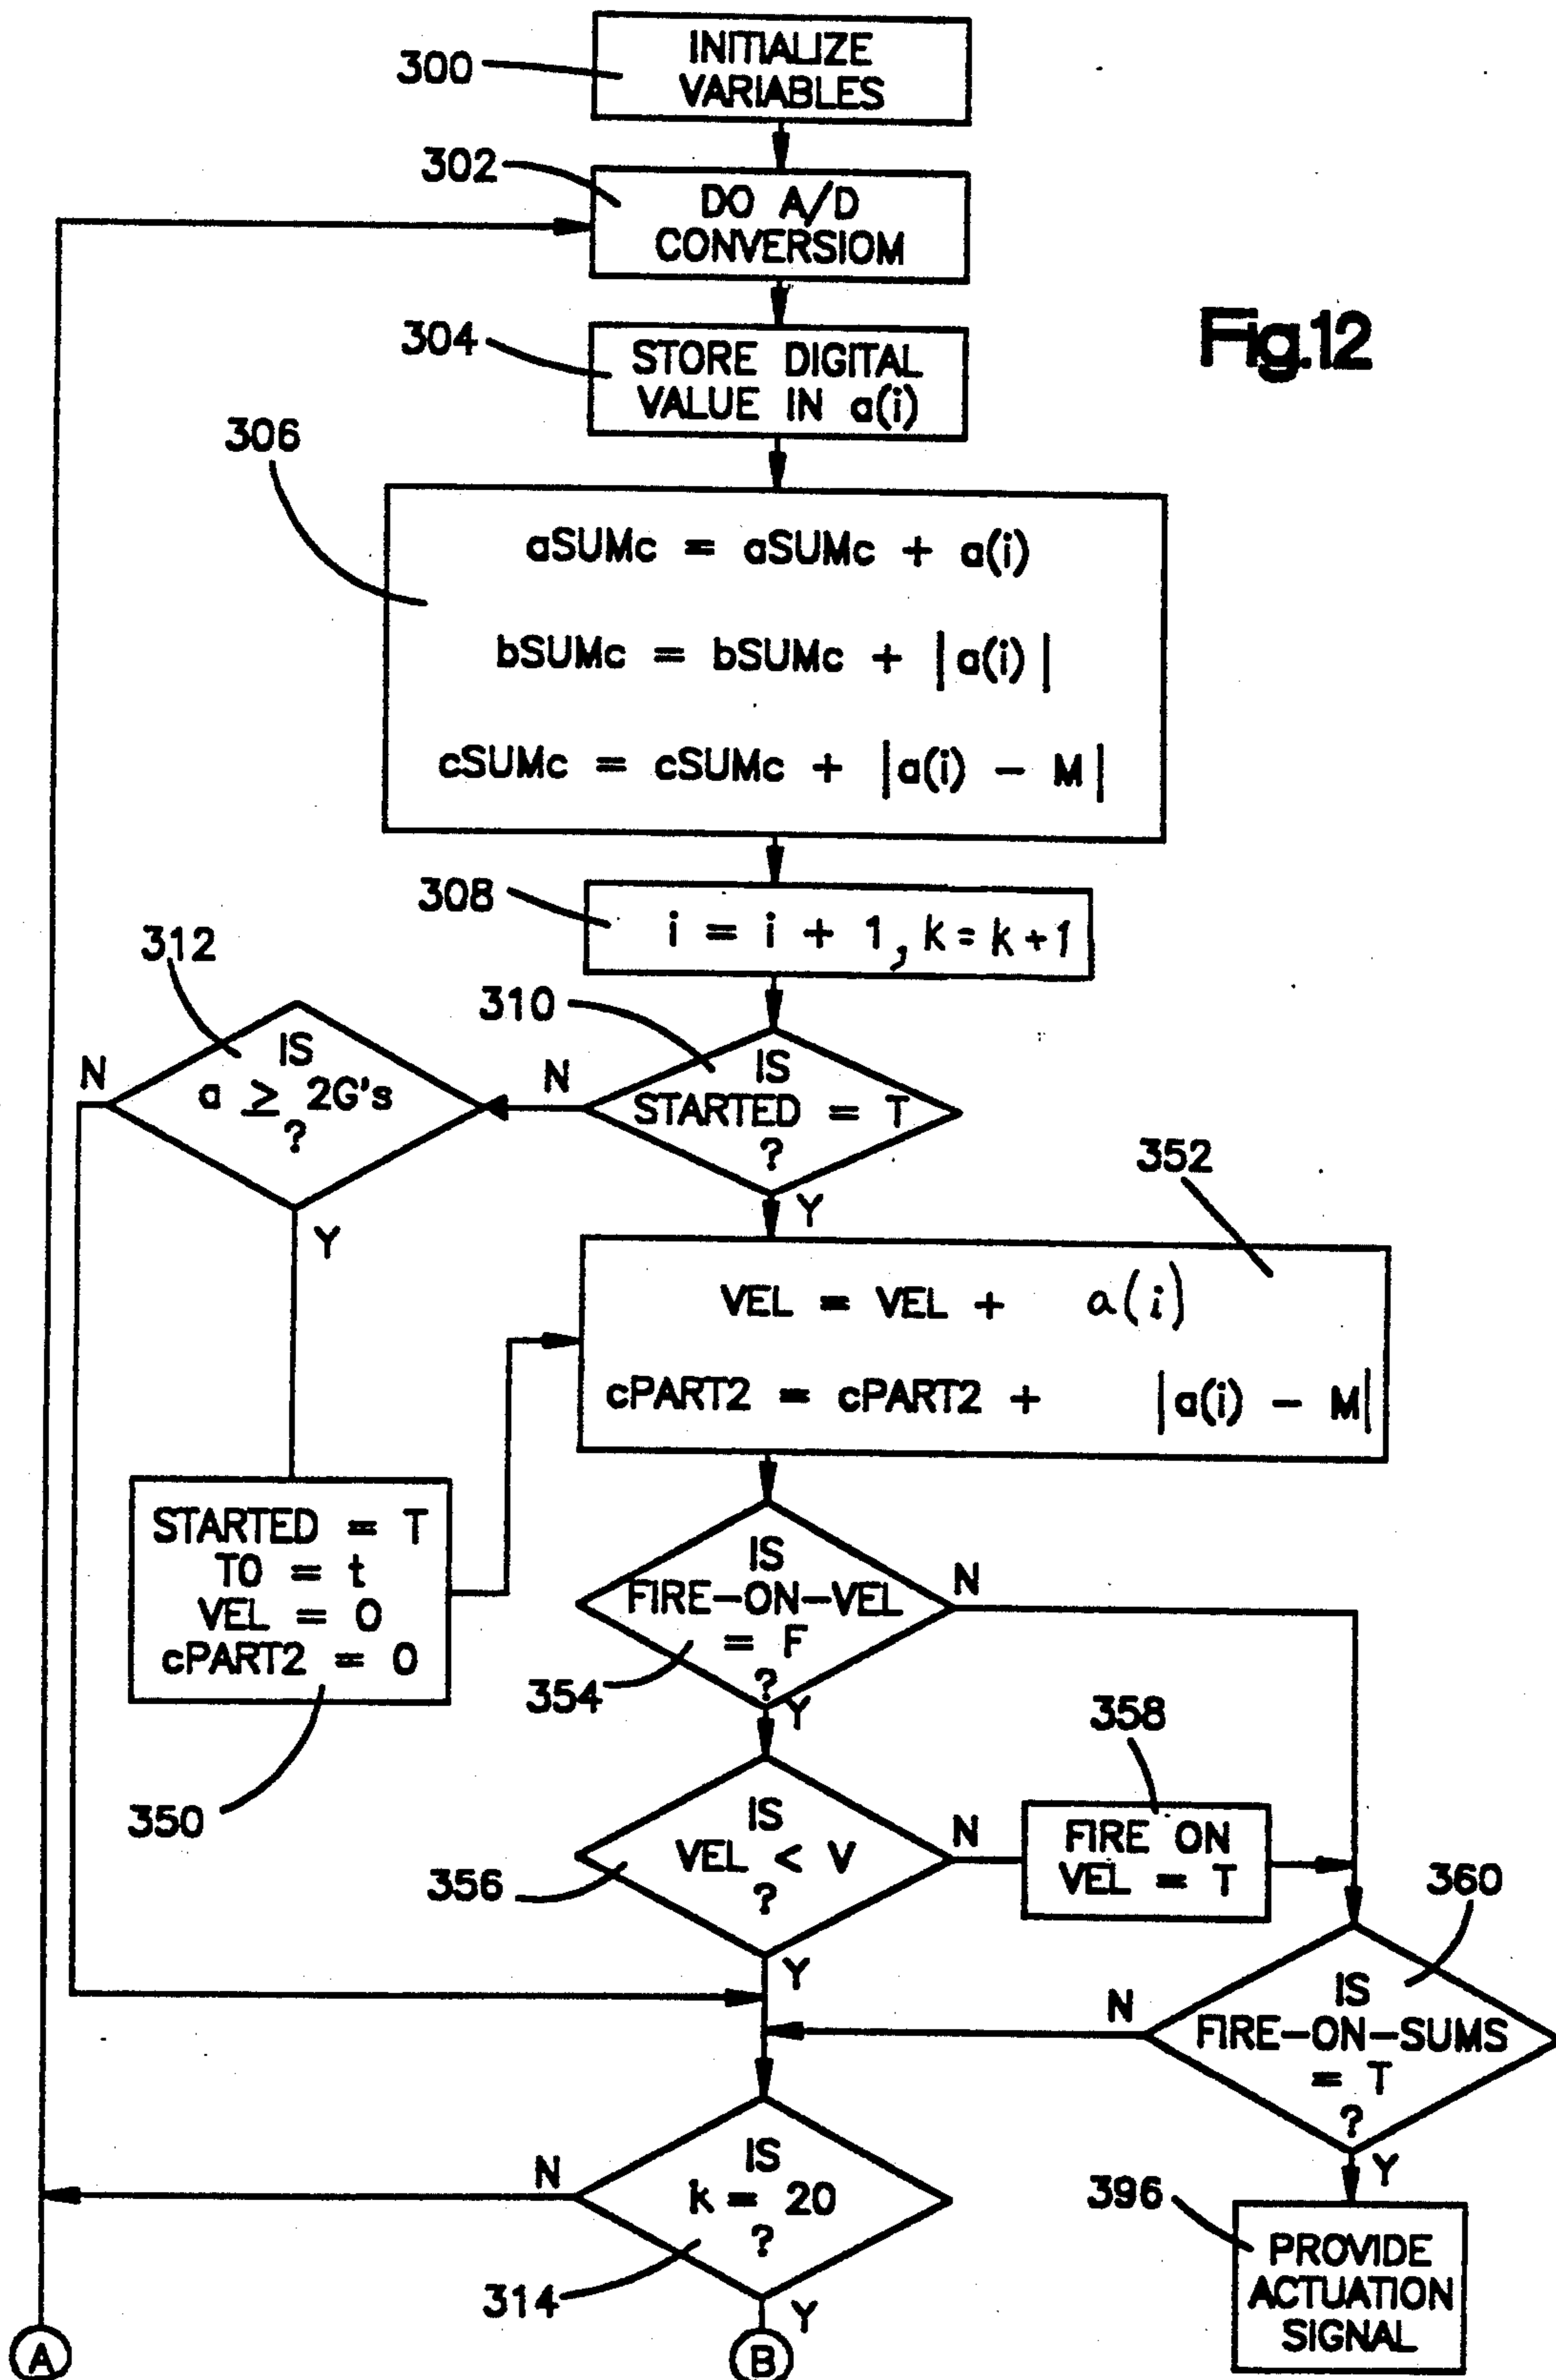 300
INITIALIZE
VARIABLES
302
DO A/D
CONVERSIOM
Fig.12
304
STORE DIGITAL
VALUE IN a(i)
306
aSUMc = aSUMc + a(i)
bSUMc = bSUMc + |a(i)|
cSUMc = cSUMc + |a(i) - M|
308
i = i + 1, k = k+1
312
310
IS
a ≥ 2G's
?
N
Y
IS
STARTED = T
?
N
Y
352
VEL = VEL + a(i)
cPART2 = cPART2 + |a(i) - M|
STARTED = T
TO = t
VEL = 0
cPART2 = 0
350
IS
FIRE-ON-VEL
= F
?
N
Y
354
358
IS
VEL < V
?
N
Y
356
FIRE ON
VEL = T
360
IS
FIRE-ON-SUMS
= T
?
N
Y
IS
k = 20
?
N
Y
314
396
PROVIDE
ACTUATION
SIGNAL
A
B